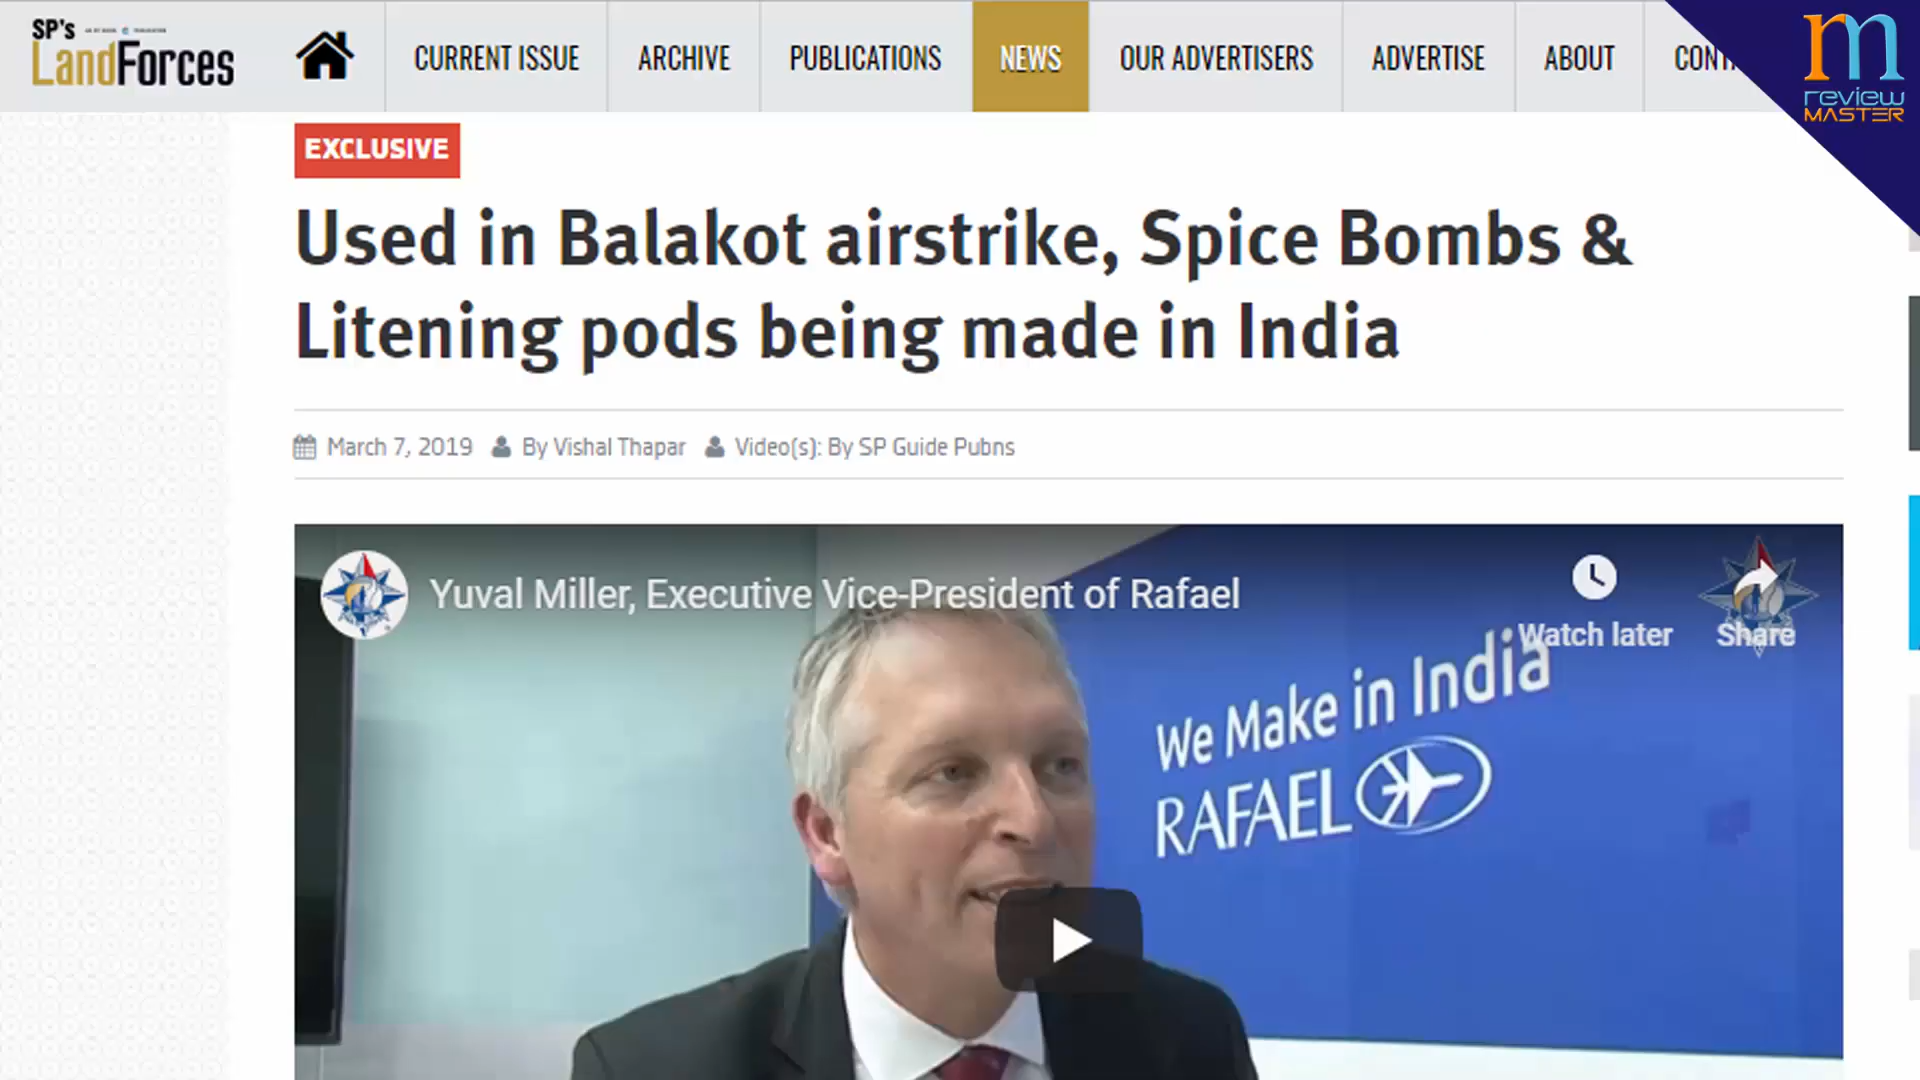 SP's
LandForces
CURRENT ISSUE
ARCHIVE
PUBLICATIONS
NEWS
OUR ADVERTISERS
ADVERTISE
ABOUT
review
MASTER
EXCLUSIVE
Used in Balakot airstrike, Spice Bombs &
Litening pods being made in India
March 7, 2019 By Vishal Thapar Video(s): By SP Guide Pubns
Yuval Miller, Executive Vice-President of Rafael
Watch later
Share
We Make in India
RAFAEL